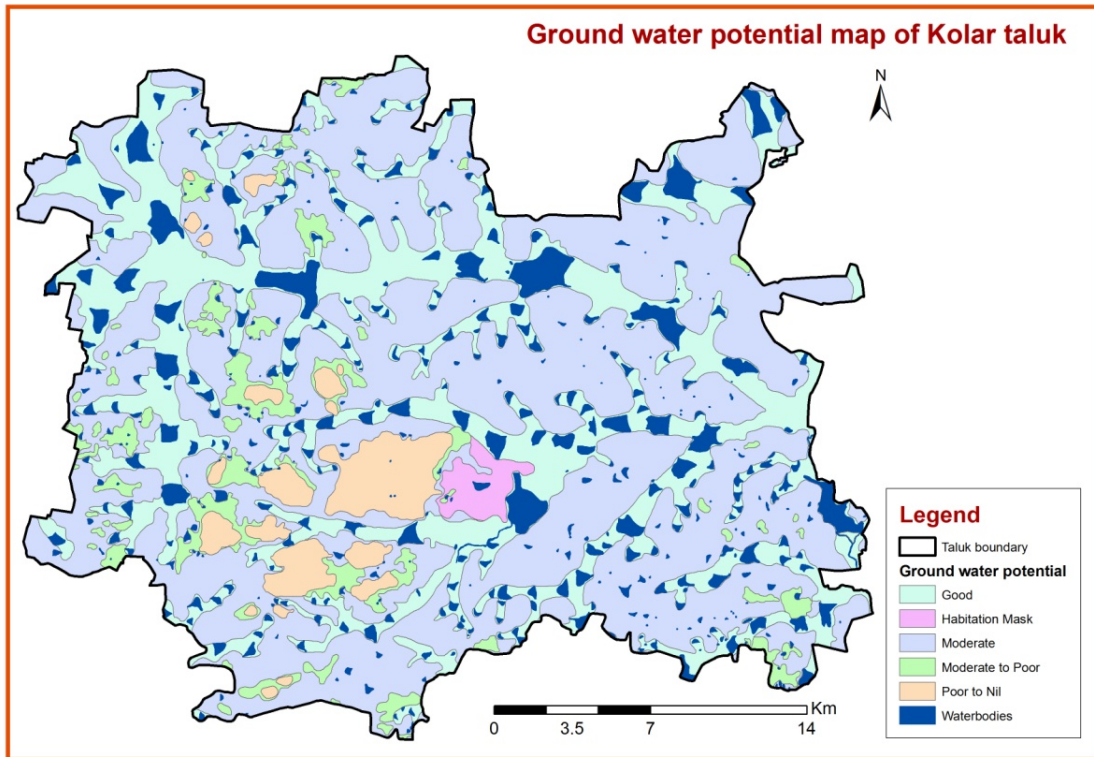 Ground water potential map of Kolar taluk
N
Legend
Taluk boundary
Ground water potential
Good
Habitation Mask
Moderate
Moderate to Poor
Poor to Nil
Waterbodies
Km
0 3.5 7 14